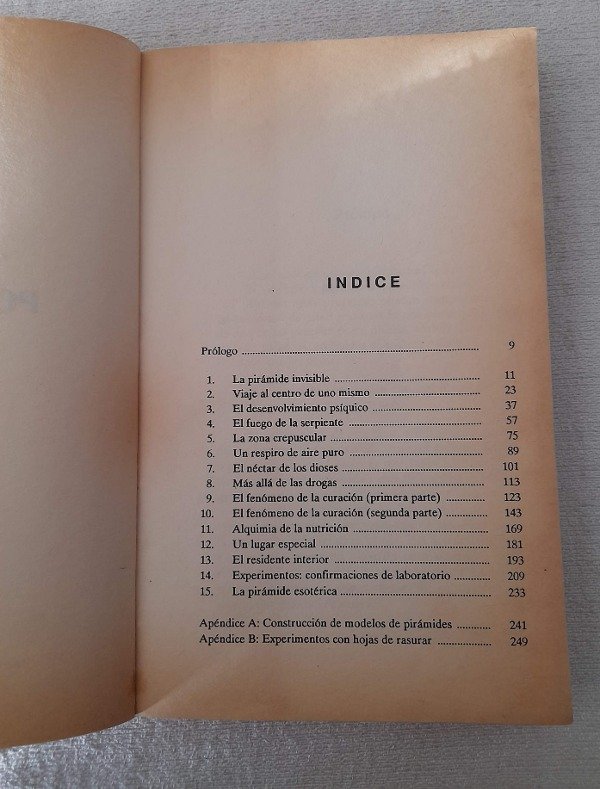 INDICE
Prólogo ........................ 9
1. La pirámide invisible ........................ 11
2. Viaje al centro de uno mismo ........................ 23
3. El desenvolvimiento psíquico ........................ 37
4. El fuego de la serpiente ........................ 57
5. La zona crepuscular ........................ 75
6. Un respiro de aire puro ........................ 89
7. El néctar de los dioses ........................ 101
8. Más allá de las drogas ........................ 113
9. El fenómeno de la curación (primera parte) ............ 123
10. El fenómeno de la curación (segunda parte) ............ 143
11. Alquimia de la nutrición ........................ 169
12. Un lugar especial ........................ 181
13. El residente interior ........................ 193
14. Experimentos: confirmaciones de laboratorio ............ 209
15. La pirámide esotérica ........................ 233
Apéndice A: Construcción de modelos de pirámides ............ 241
Apéndice B: Experimentos con hojas de rasurar ............ 249